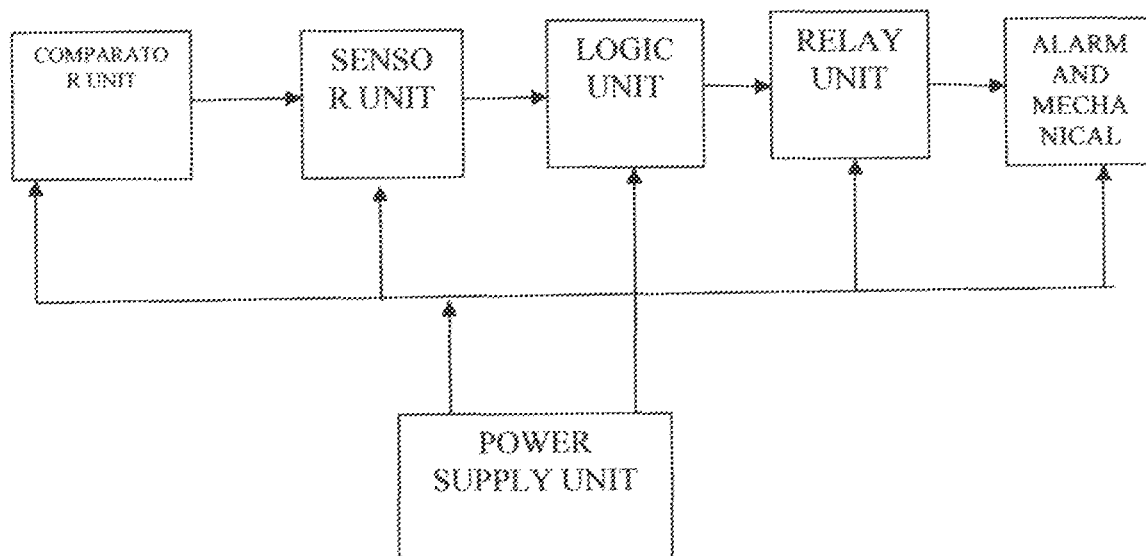 COMPARATO
R UNIT
SENSO
R UNIT
LOGIC
UNIT
RELAY
UNIT
ALARM
AND
MECHA
NICAL
POWER
SUPPLY UNIT